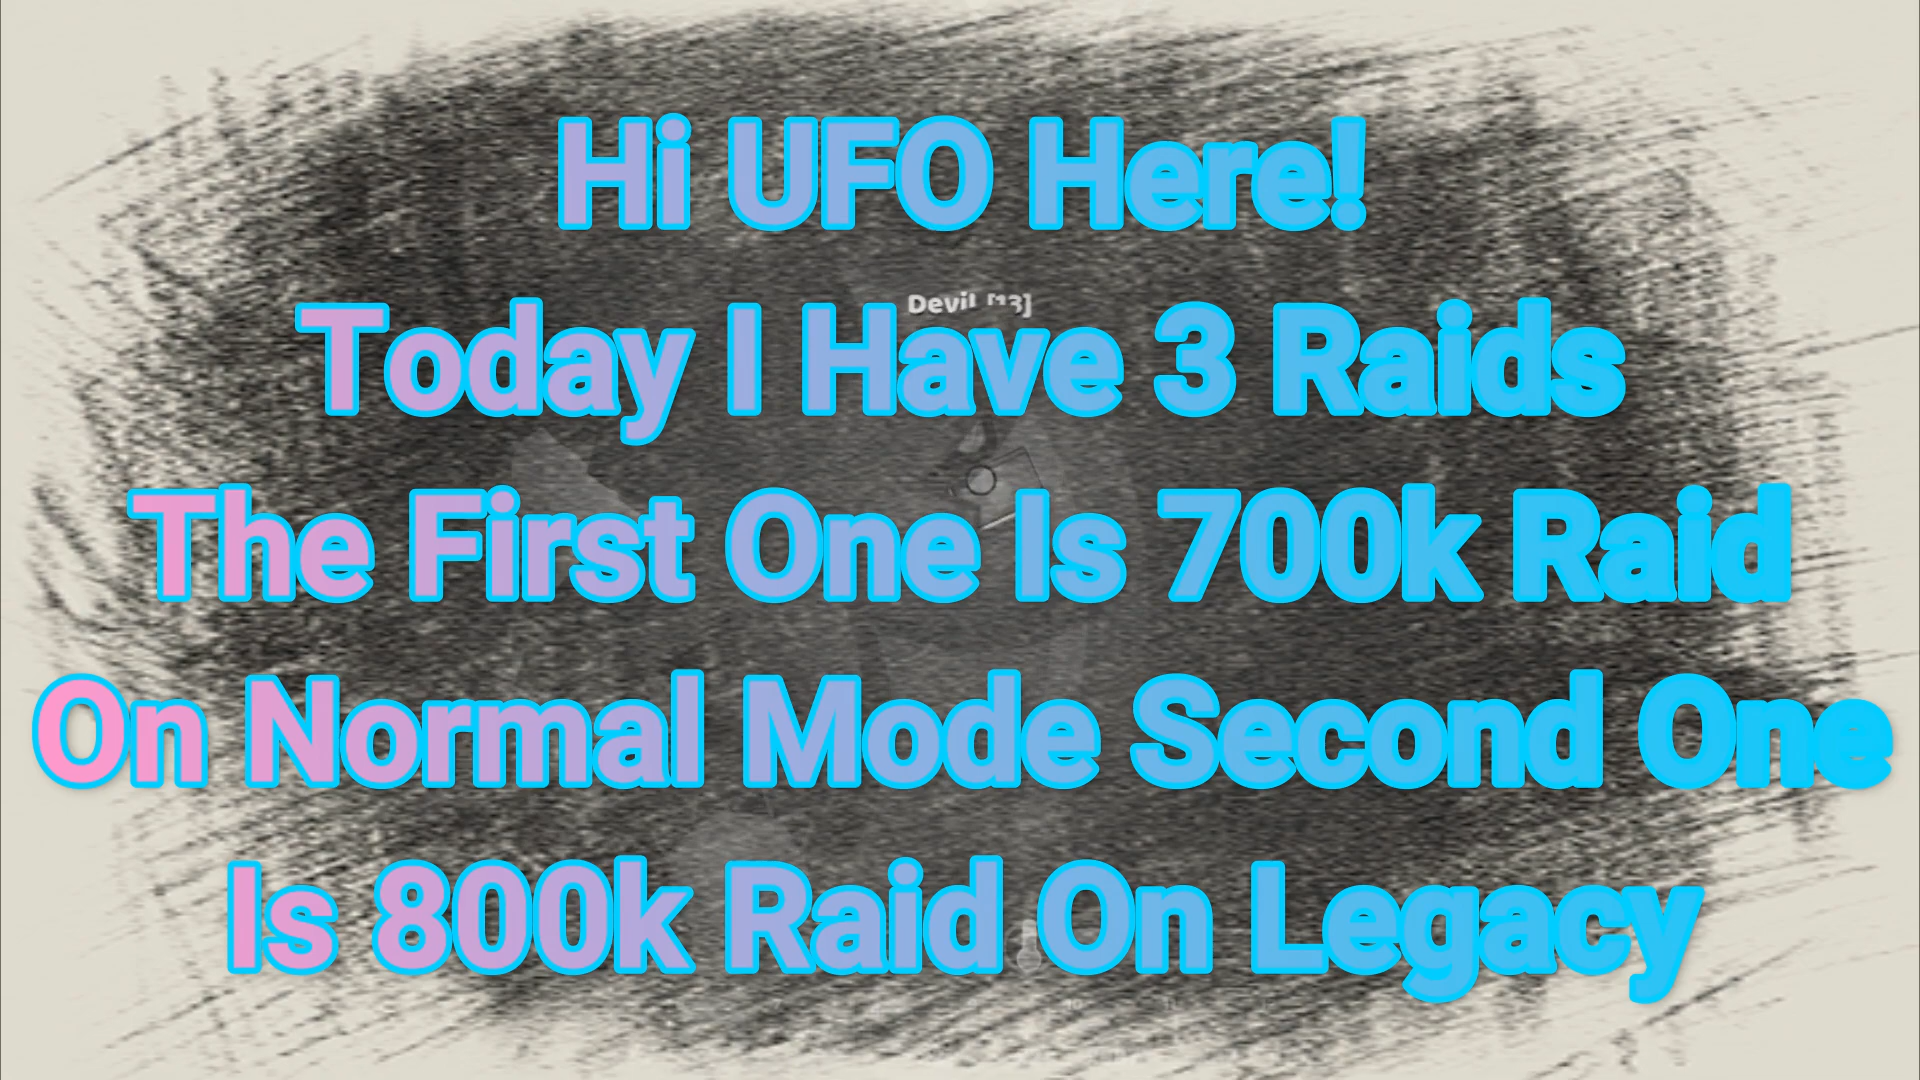 Hi UFO Here!
Devil [13]
Today I Have 3 Raids
The First One Is 700k Raid
On Normal Mode Second One
Is 800k Raid On Legacy